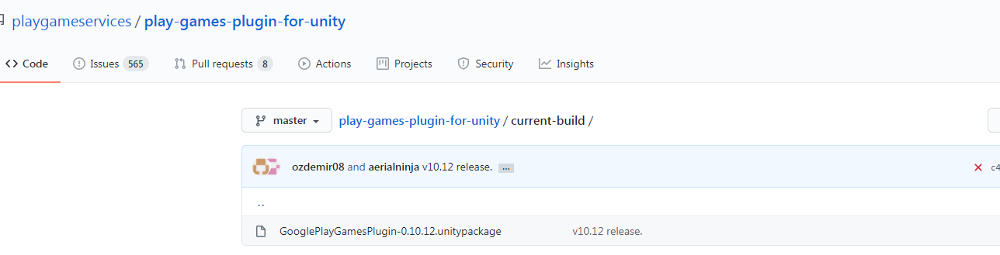 playgameservices / play-games-plugin-for-unity
Code Issues 565 Pull requests 8 Actions Projects Security Insights
master play-games-plugin-for-unity / current-build /
ozdemir08 and aerialninja v10.12 release. ... c4
..
GooglePlayGamesPlugin-0.10.12.unitypackage v10.12 release.